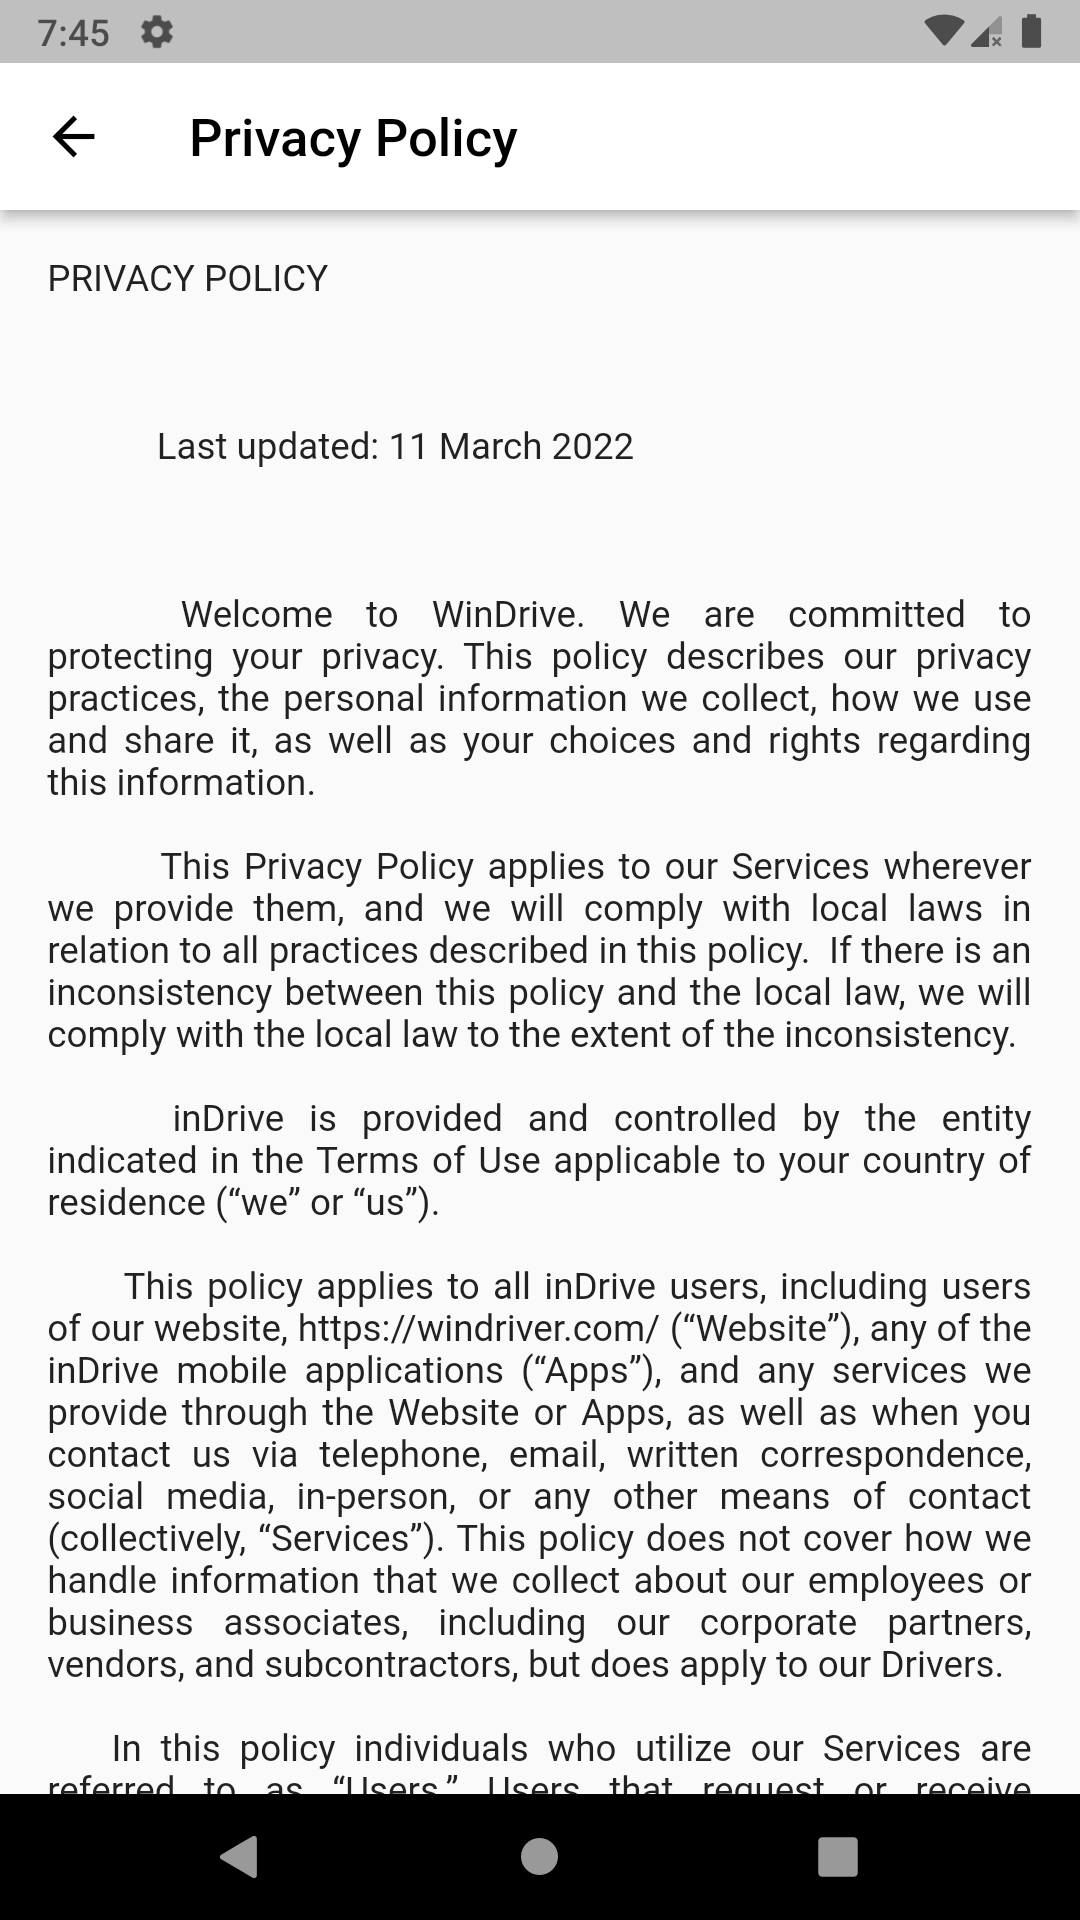 7:45
Privacy Policy
PRIVACY POLICY
Last updated: 11 March 2022
Welcome to WinDrive. We are committed to
protecting your privacy. This policy describes our privacy
practices, the personal information we collect, how we use
and share it, as well as your choices and rights regarding
this information.
This Privacy Policy applies to our Services wherever
we provide them, and we will comply with local laws in
relation to all practices described in this policy.  If there is an
inconsistency between this policy and the local law, we will
comply with the local law to the extent of the inconsistency.
inDrive is provided and controlled by the entity
indicated in the Terms of Use applicable to your country of
residence (“we” or “us”).
This policy applies to all inDrive users, including users
of our website, https://windriver.com/ (“Website”), any of the
inDrive mobile applications (“Apps”), and any services we
provide through the Website or Apps, as well as when you
contact us via telephone, email, written correspondence,
social media, in-person, or any other means of contact
(collectively, “Services”). This policy does not cover how we
handle information that we collect about our employees or
business associates, including our corporate partners,
vendors, and subcontractors, but does apply to our Drivers.
In this policy individuals who utilize our Services are
referred to as “Users.” Users that request or receive